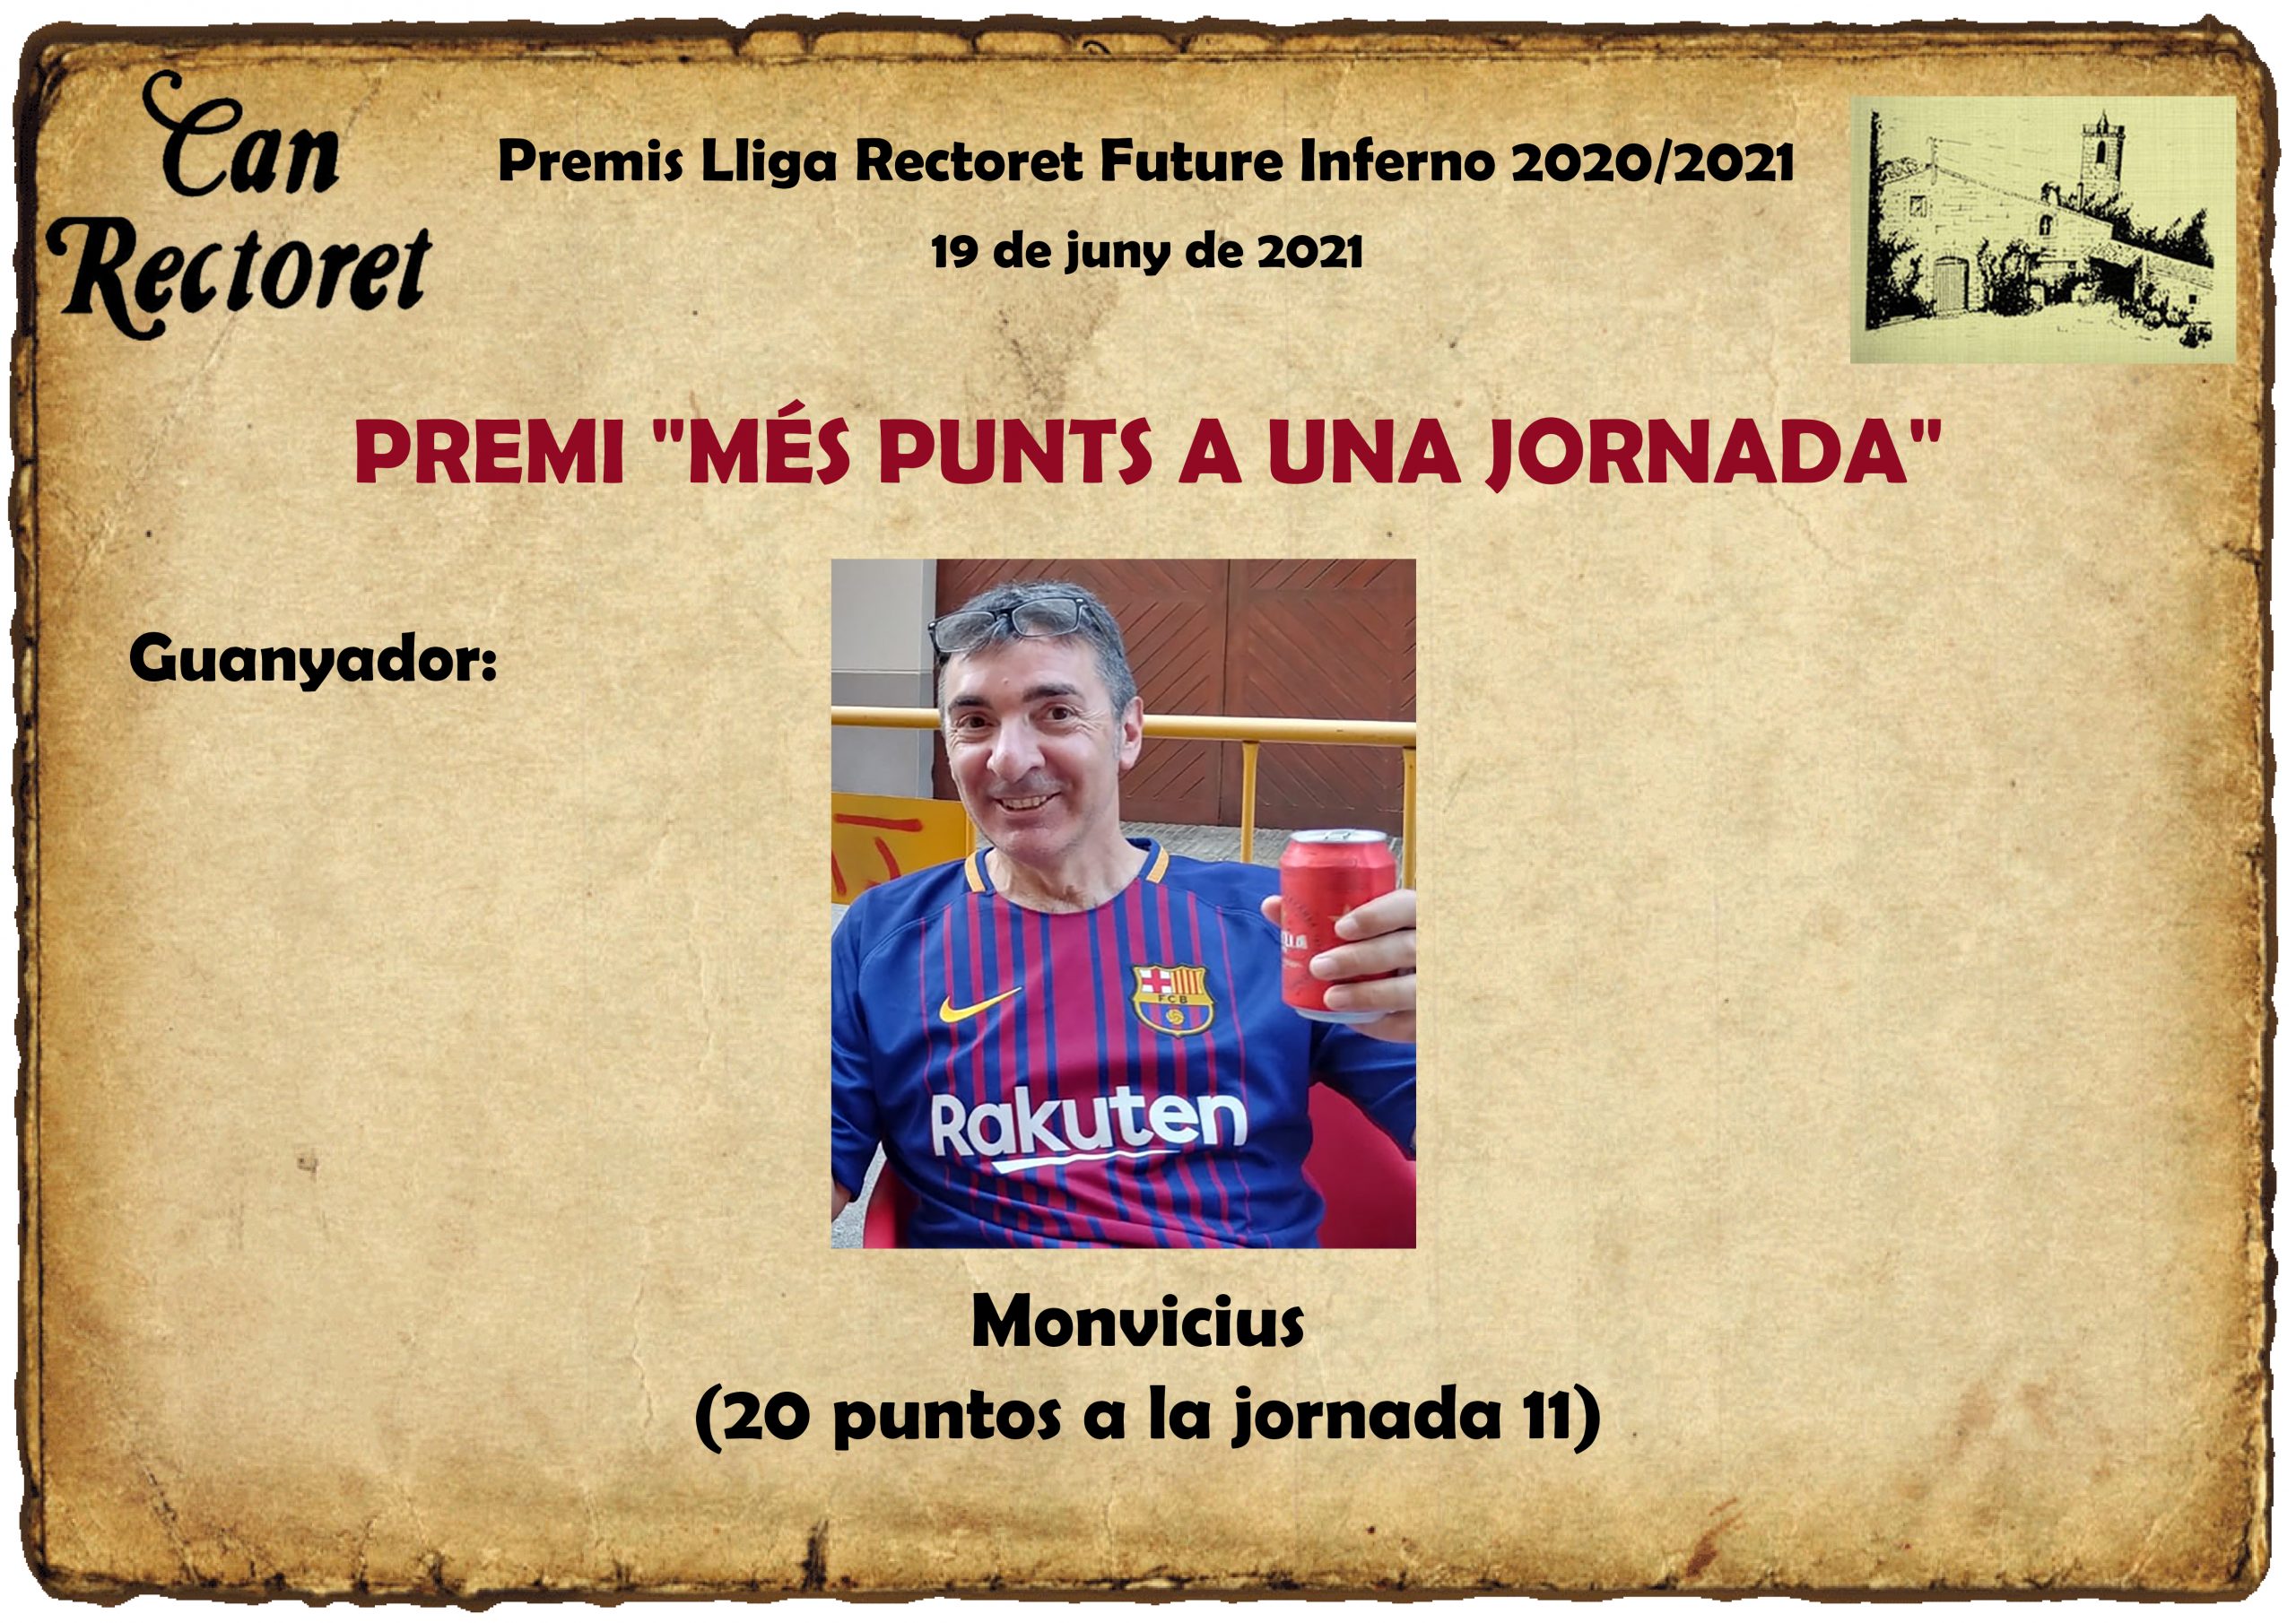 Can
Rectoret
Premis Lliga Rectoret Future Inferno 2020/2021
19 de juny de 2021
PREMI "MÉS PUNTS A UNA JORNADA"
Guanyador:
FCB
Rakuten
Monvicius
(20 puntos a la jornada 11)